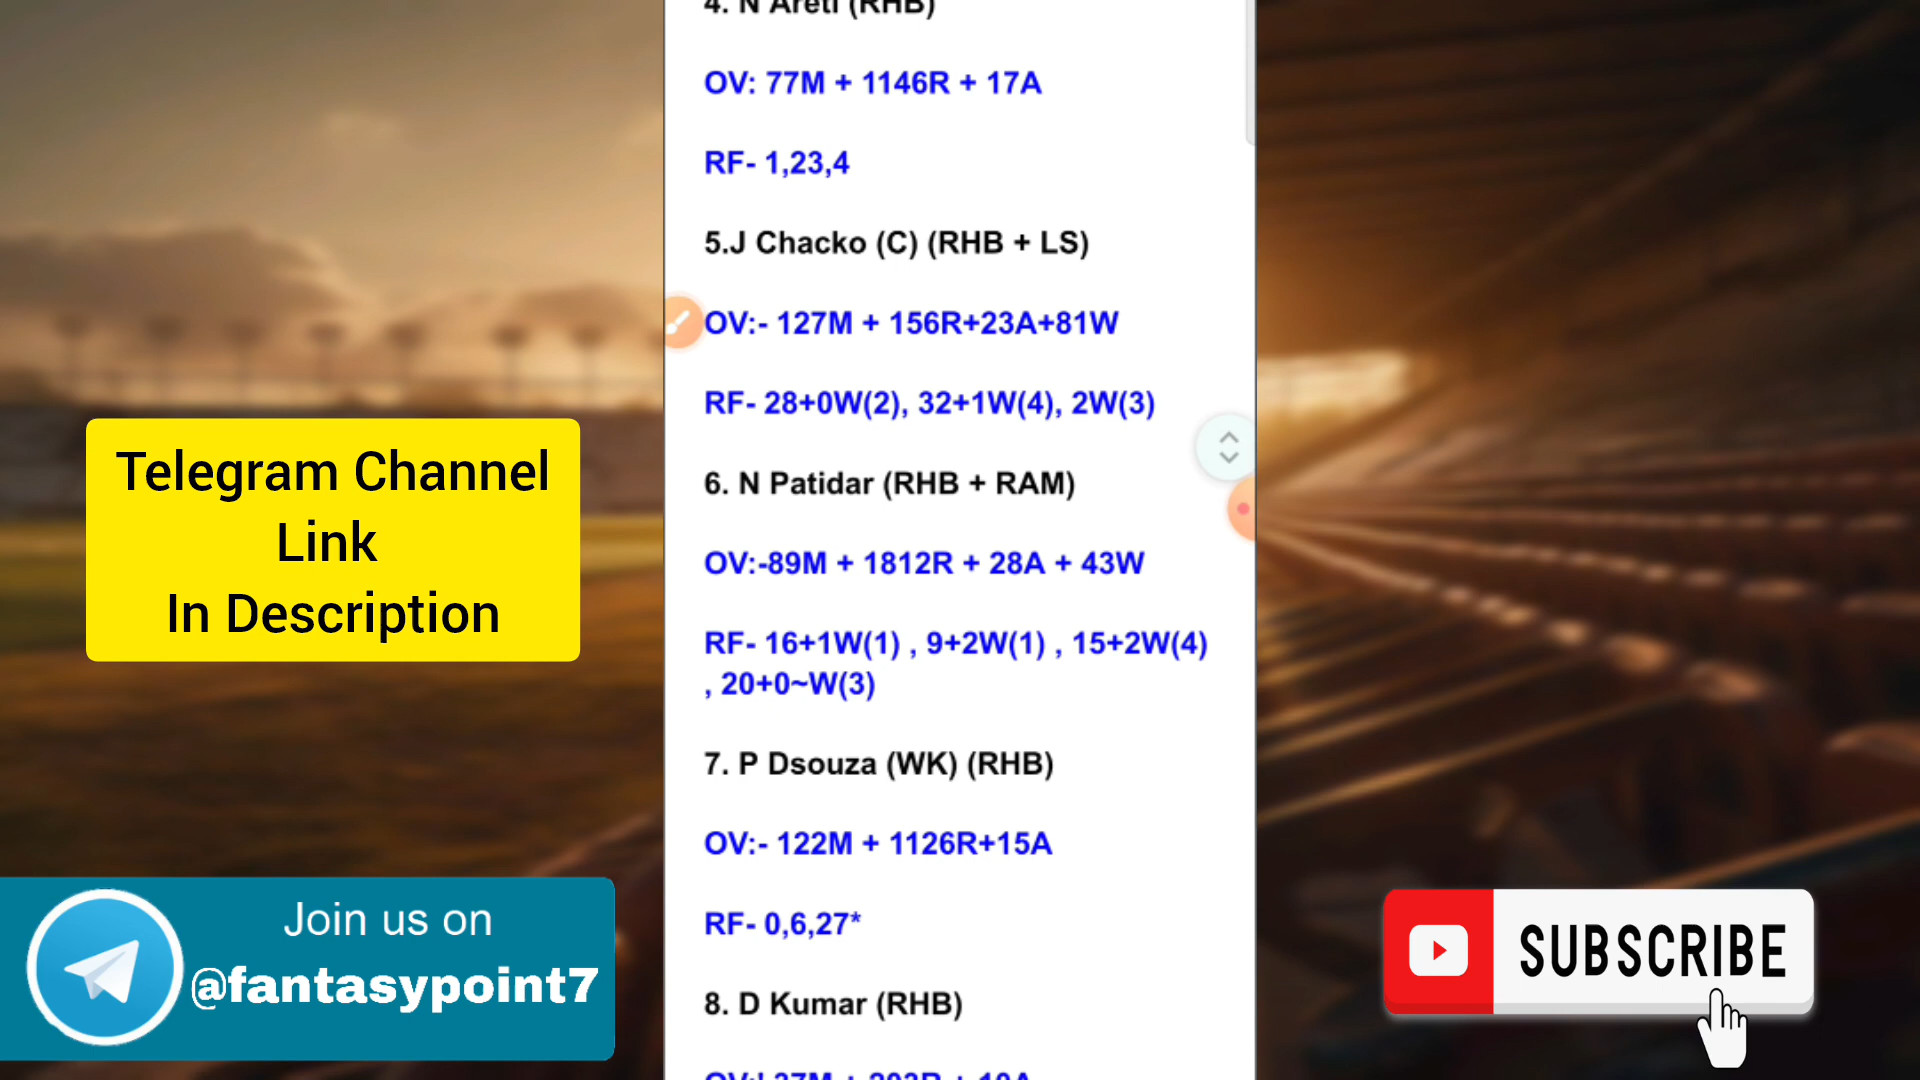 4. N Areti (RHB)
OV: 77M + 1146R + 17A
RF- 1,23,4
5.J Chacko (C) (RHB + LS)
OV:- 127M + 156R+23A+81W
RF- 28+0W(2), 32+1W(4), 2W(3)
6. N Patidar (RHB + RAM)
OV:-89M + 1812R + 28A + 43W
RF- 16+1W(1) , 9+2W(1) , 15+2W(4)
, 20+0~W(3)
7. P Dsouza (WK) (RHB)
OV:- 122M + 1126R+15A
RF- 0,6,27*
8. D Kumar (RHB)
Telegram Channel
Link
In Description
Join us on
@fantasypoint7
SUBSCRIBE